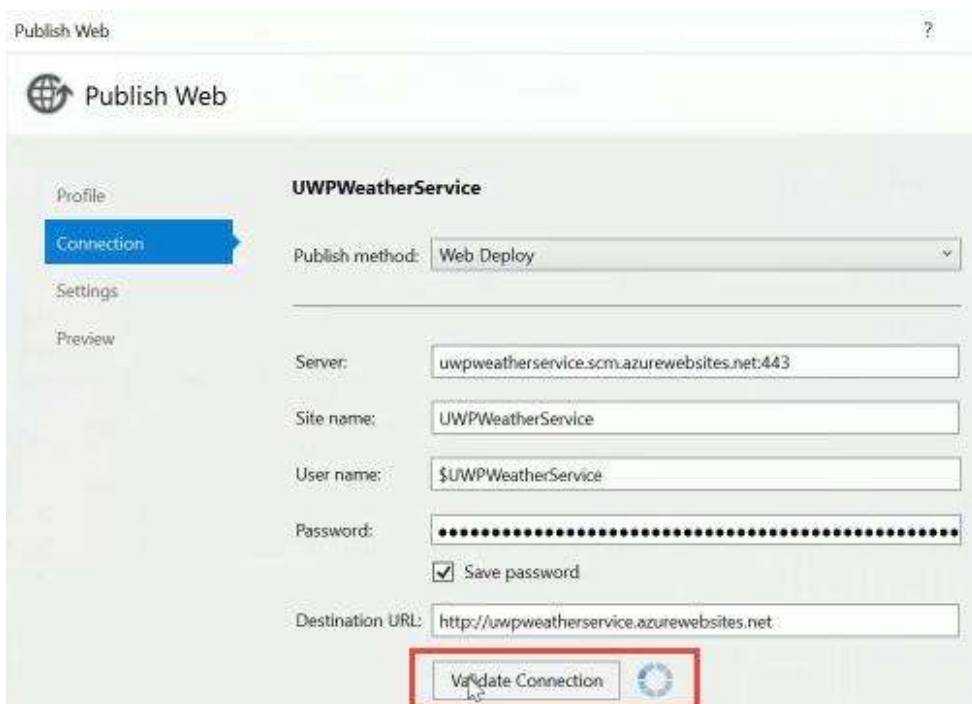 Publish Web
?
Publish Web
Profile
Connection
Settings
Preview
UWPWeatherService
Publish method: Web Deploy
Server: uwpweatherservice.scm.azurewebsites.net:443
Site name: UWPWeatherService
User name: $UWPWeatherService
Password: ••••••••••••••••••••••••••••••••••••••••••••••••
Save password
Destination URL: http://uwpweatherservice.azurewebsites.net
Validate Connection